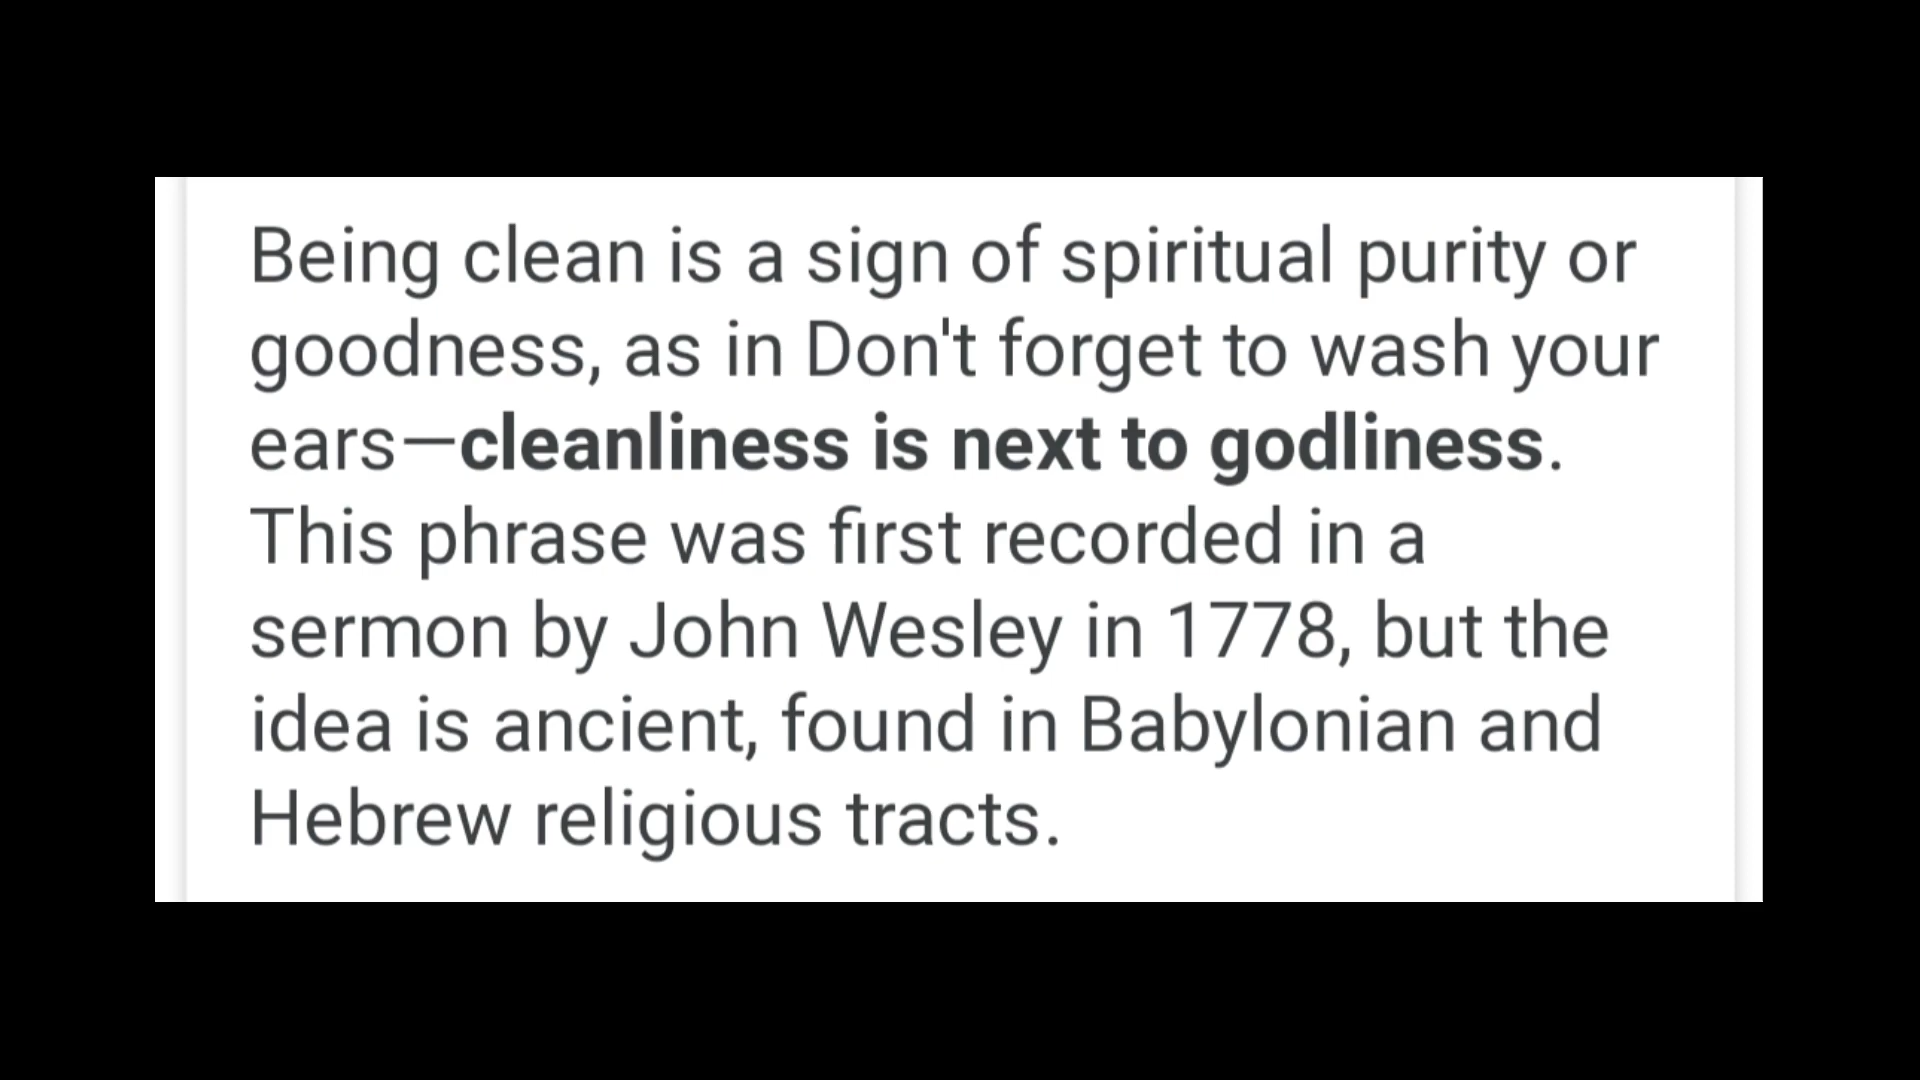 Being clean is a sign of spiritual purity or
goodness, as in Don't forget to wash your
ears—cleanliness is next to godliness.
This phrase was first recorded in a
sermon by John Wesley in 1778, but the
idea is ancient, found in Babylonian and
Hebrew religious tracts.